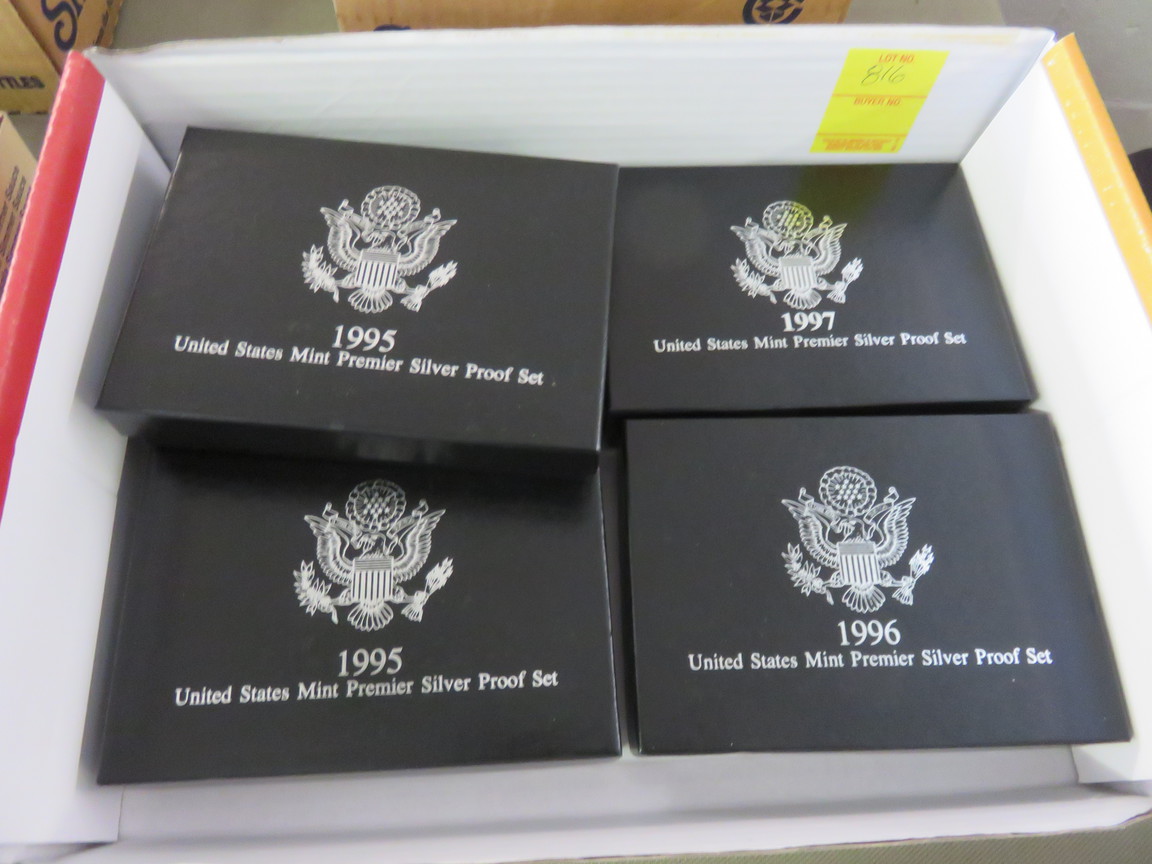 TTLES
LOT NO.
816
BUYER NO.
1995
United States Mint Premier Silver Proof Set
1997
United States Mint Premier Silver Proof Set
1995
United States Mint Premier Silver Proof Set
1996
United States Mint Premier Silver Proof Set